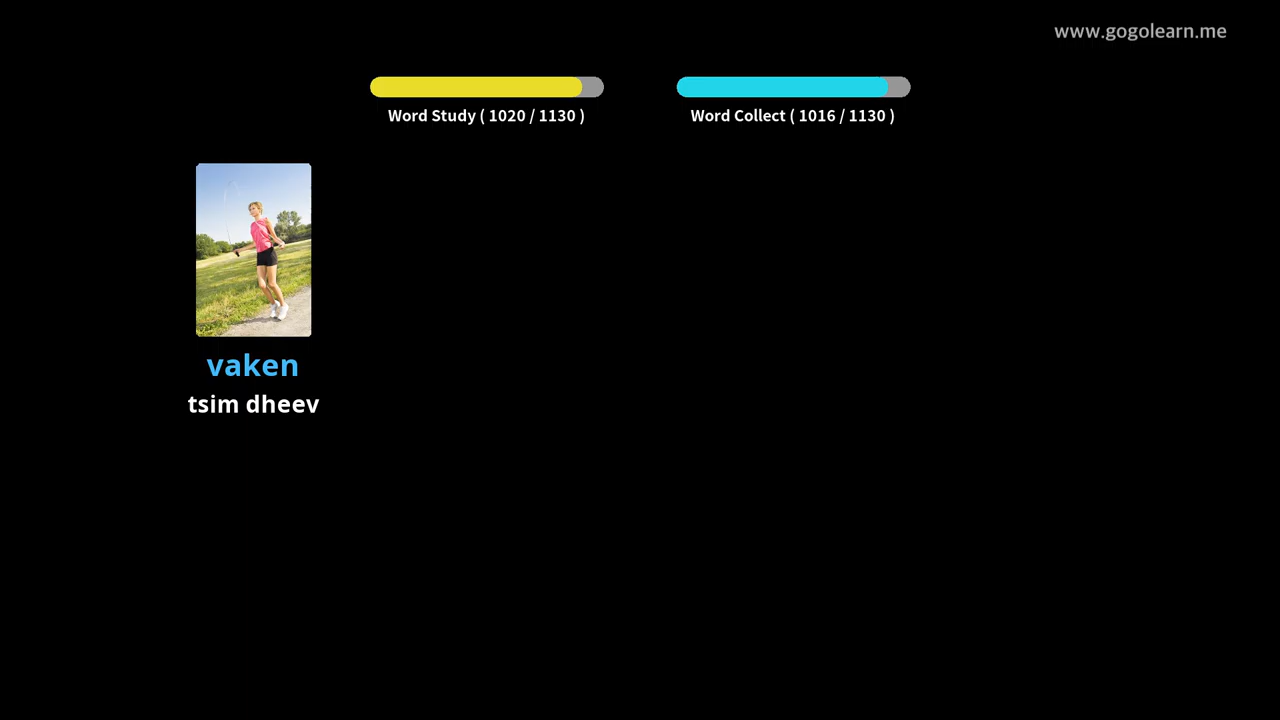 www.gogolearn.me
Word Study ( 1020 / 1130 )
Word Collect ( 1016 / 1130 )
vaken
tsim dheev